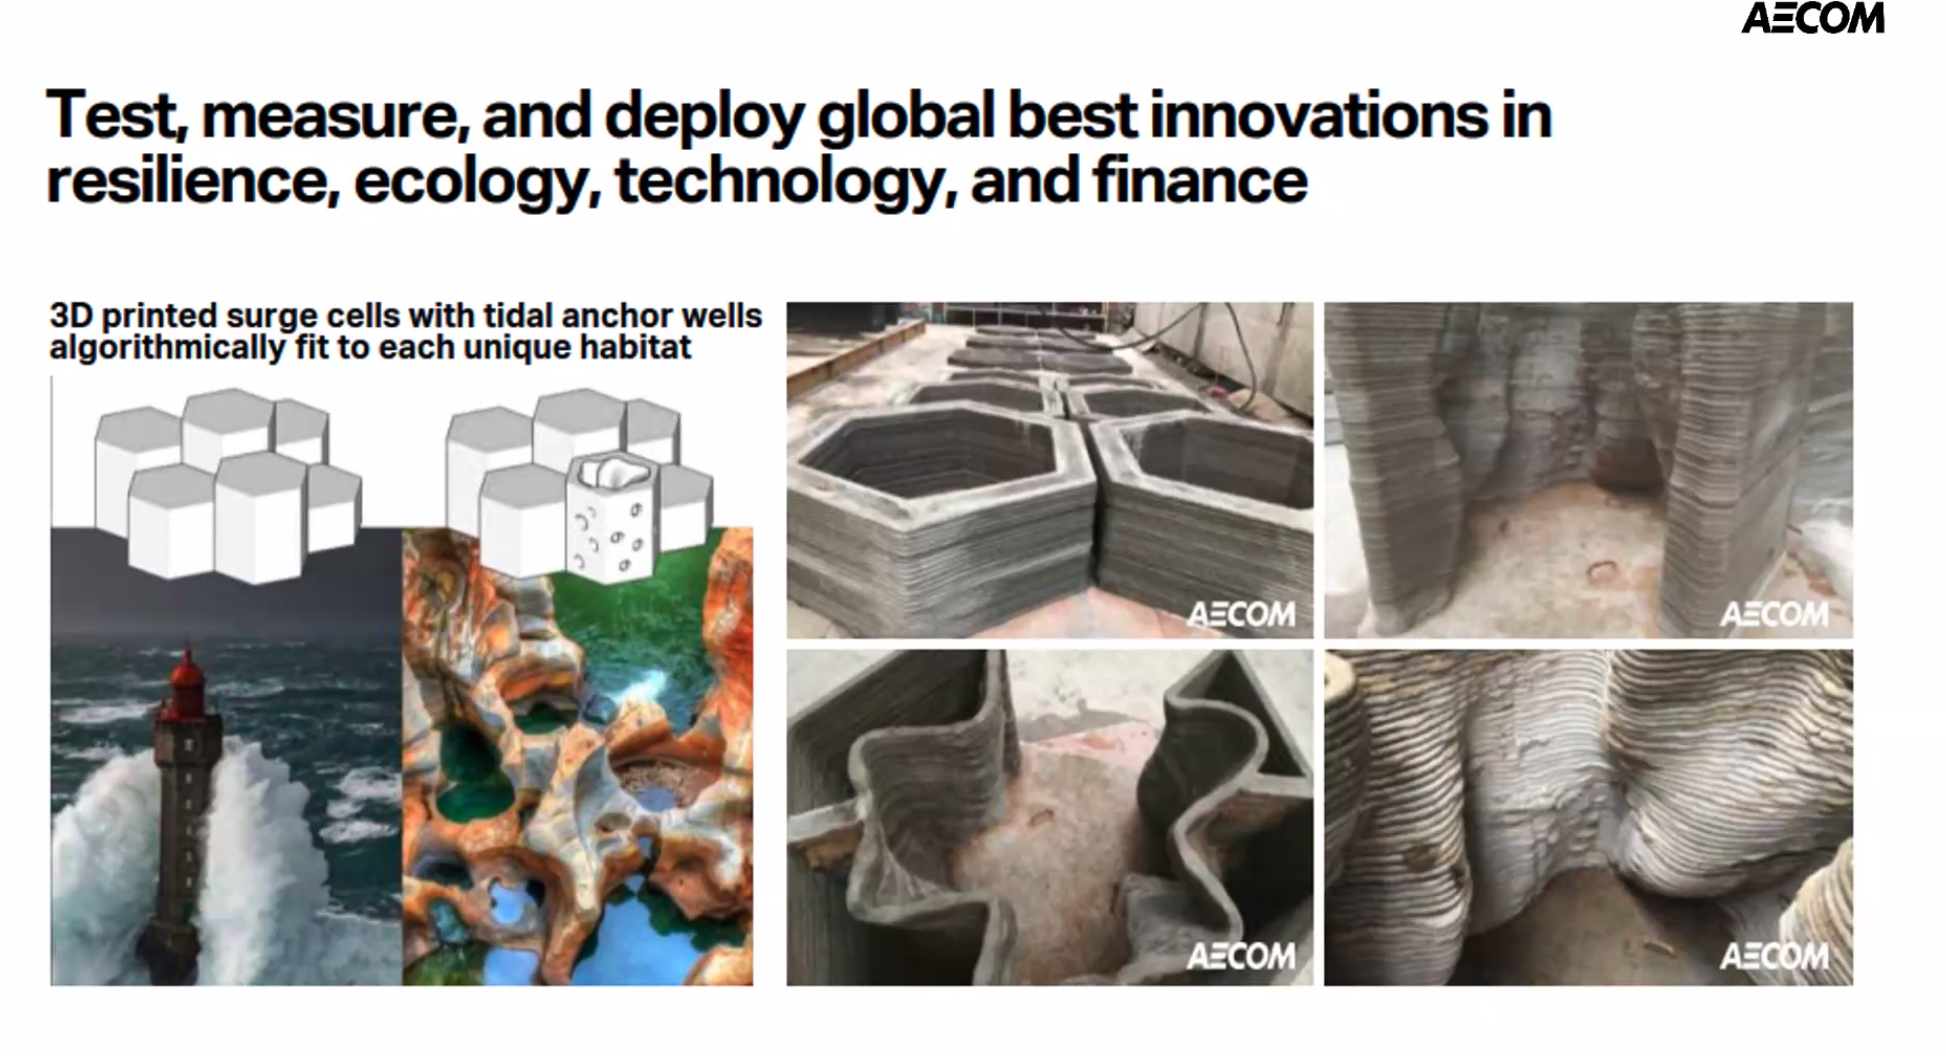 AECOM
Test, measure, and deploy global best innovations in
resilience, ecology, technology, and finance
3D printed surge cells with tidal anchor wells
algorithmically fit to each unique habitat
AECOM
AECOM
AECOM
AECOM